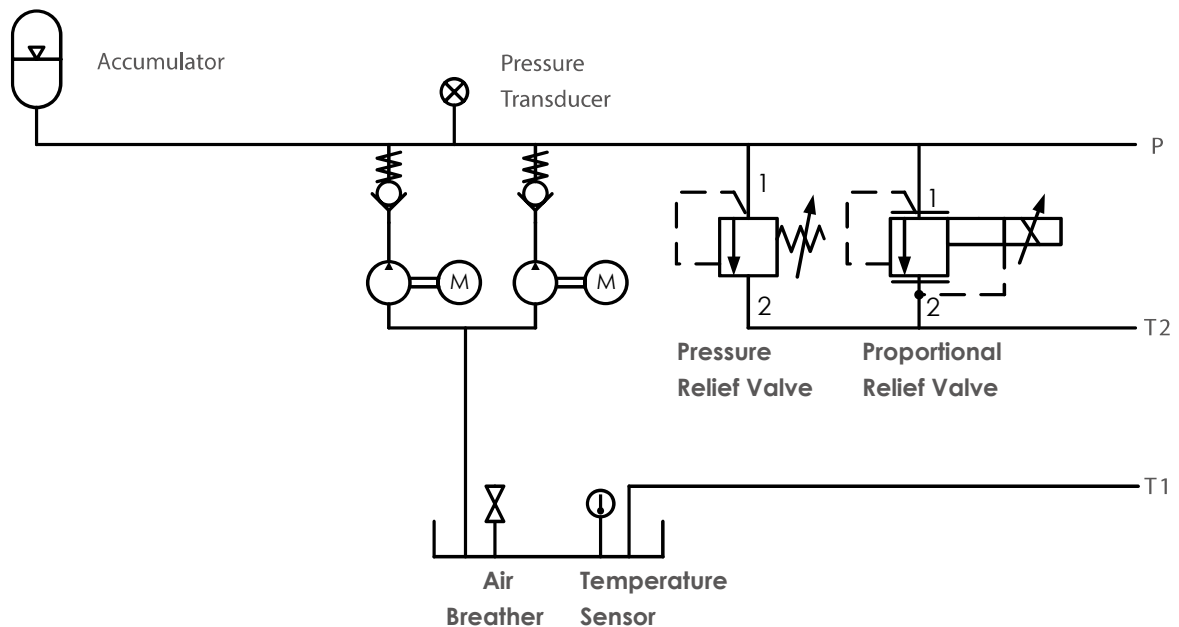 Accumulator
Pressure
Transducer
P
1
1
M
M
2
2
T2
Pressure
Relief Valve
Proportional
Relief Valve
T1
Air
Breather
Temperature
Sensor